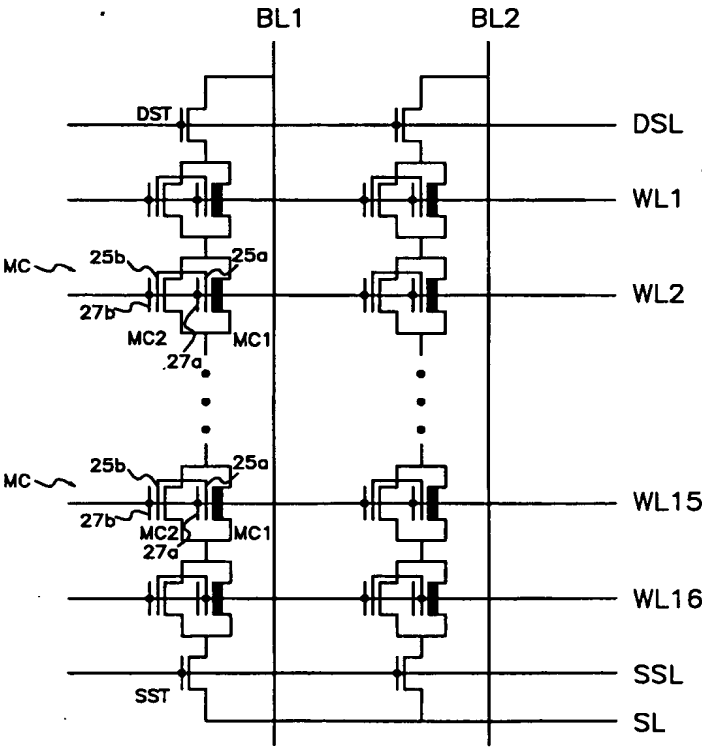 BL1 BL2
DST DSL
WL1
MC 25b 25a
WL2
27b MC2 MC1
27a
MC 25b 25a
WL15
27b MC2 MC1
27a
WL16
SSL
SST
SL